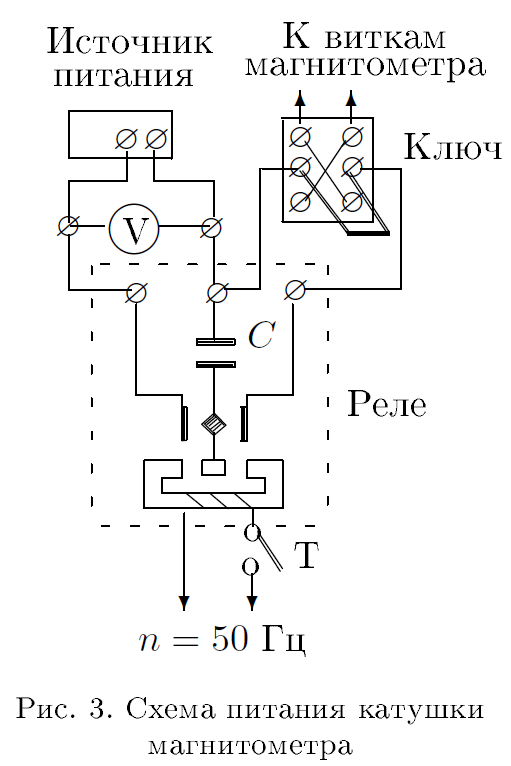 Источник
питания
К виткам
магнитометра
Ключ
V
C
Реле
Т
n = 50 Гц
Рис. 3. Схема питания катушки
магнитометра